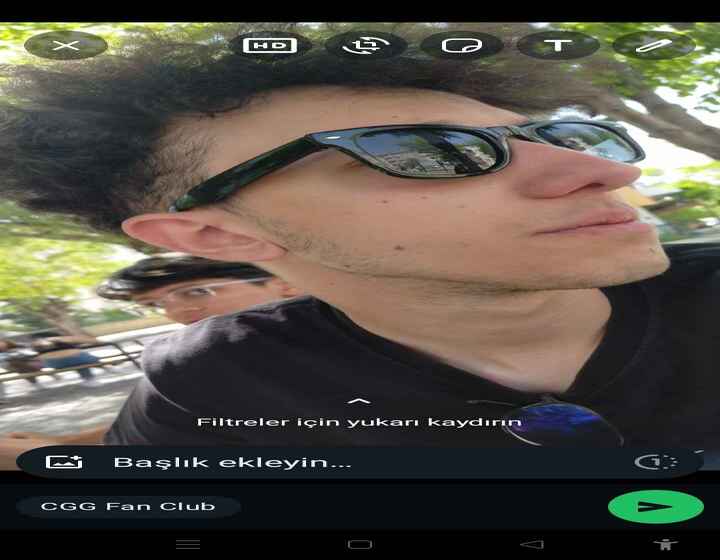 HD
T
Filtreler için yukarı kaydırın
Başlık ekleyin...
1
CGG Fan Club